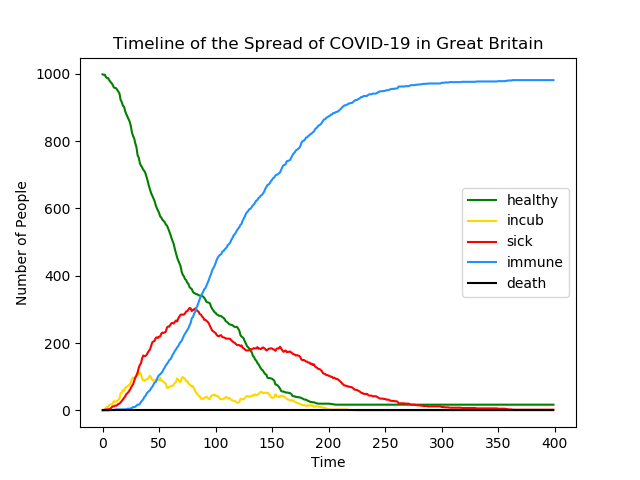 Timeline of the Spread of COVID-19 in Great Britain
Number of People
1000
800
600
400
200
0
healthy
incub
sick
immune
death
0 50 100 150 200 250 300 350 400
Time